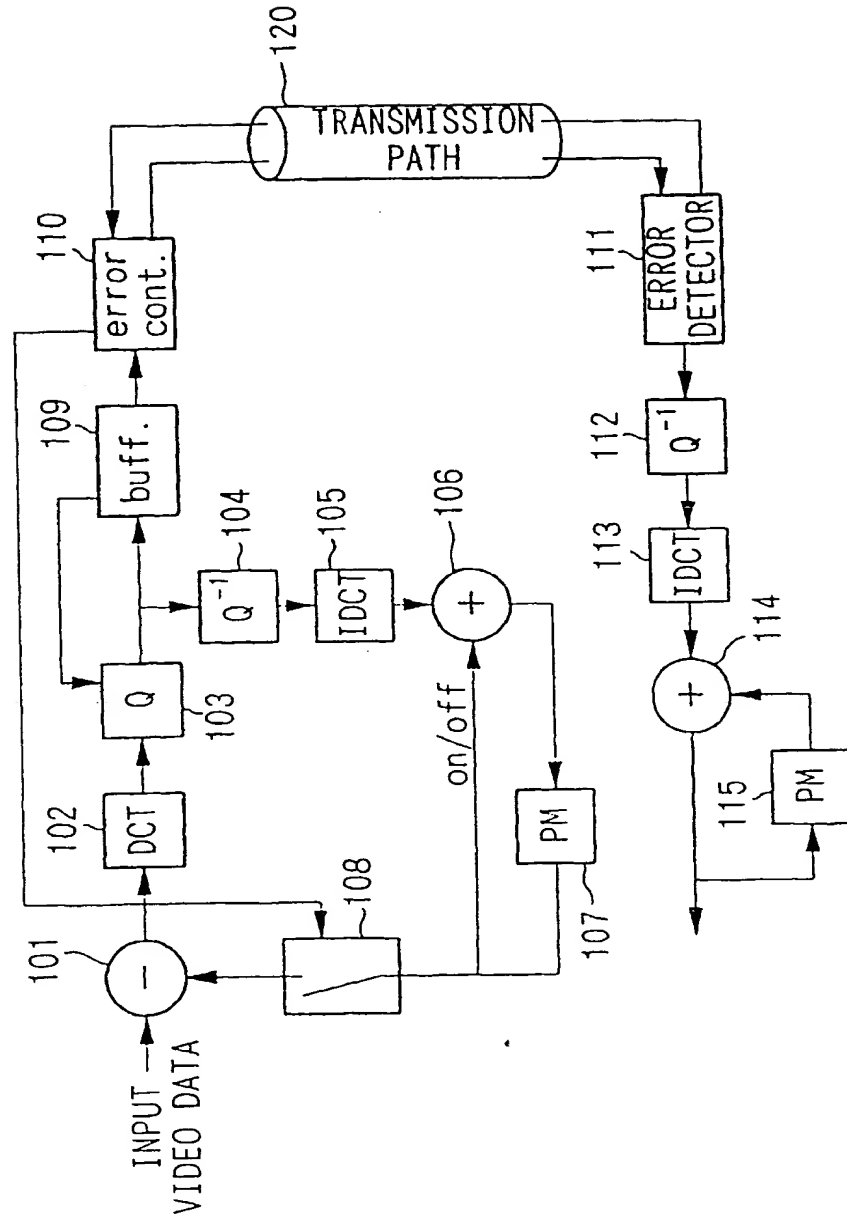 INPUT
VIDEO DATA
101
−
102
DCT
103
Q
109
buff.
110
error
cont.
104
Q⁻¹
105
IDCT
106
+
on/off
108
107
PM
120
TRANSMISSION
PATH
111
ERROR
DETECTOR
112
Q⁻¹
113
IDCT
114
+
115
PM